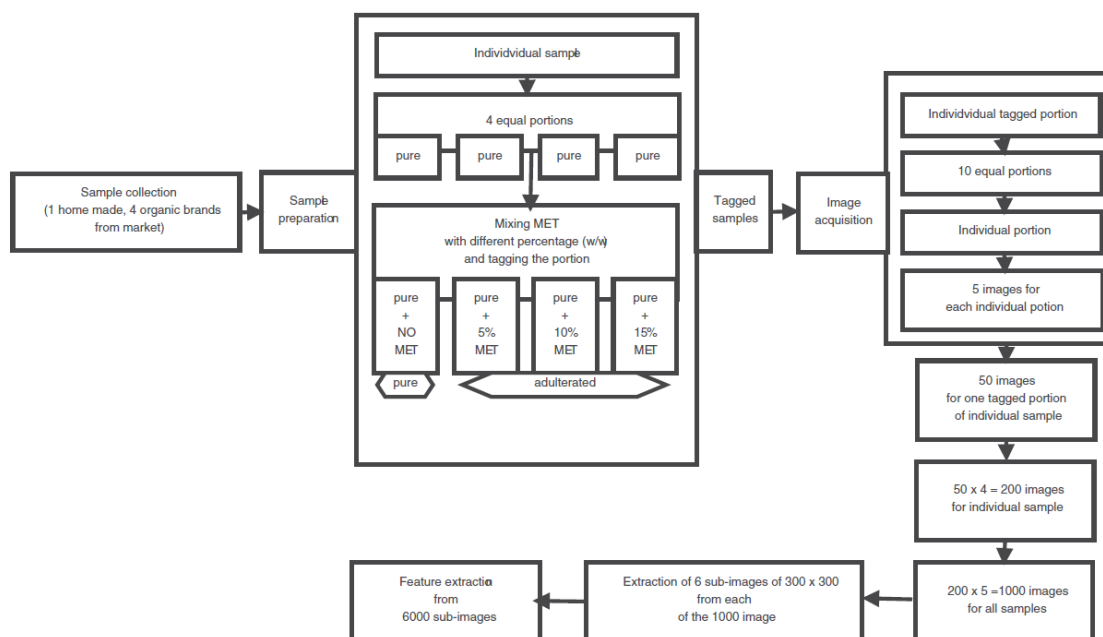 Sample collection
(1 home made, 4 organic brands
from market)
Sample
preparation
Individvidual sample
4 equal portions
pure
pure
pure
pure
Mixing MET
with different percentage (w/w)
and tagging the portion
pure
+
NO
MET
pure
+
5%
MET
pure
+
10%
MET
pure
+
15%
MET
pure
adulterated
Tagged
samples
Image
acquisition
Individvidual tagged portion
10 equal portions
Individual portion
5 images for
each individual potion
50 images
for one tagged portion
of individual sample
50 x 4 = 200 images
for individual sample
200 x 5 =1000 images
for all samples
Extraction of 6 sub-images of 300 x 300
from each
of the 1000 image
Feature extraction
from
6000 sub-images